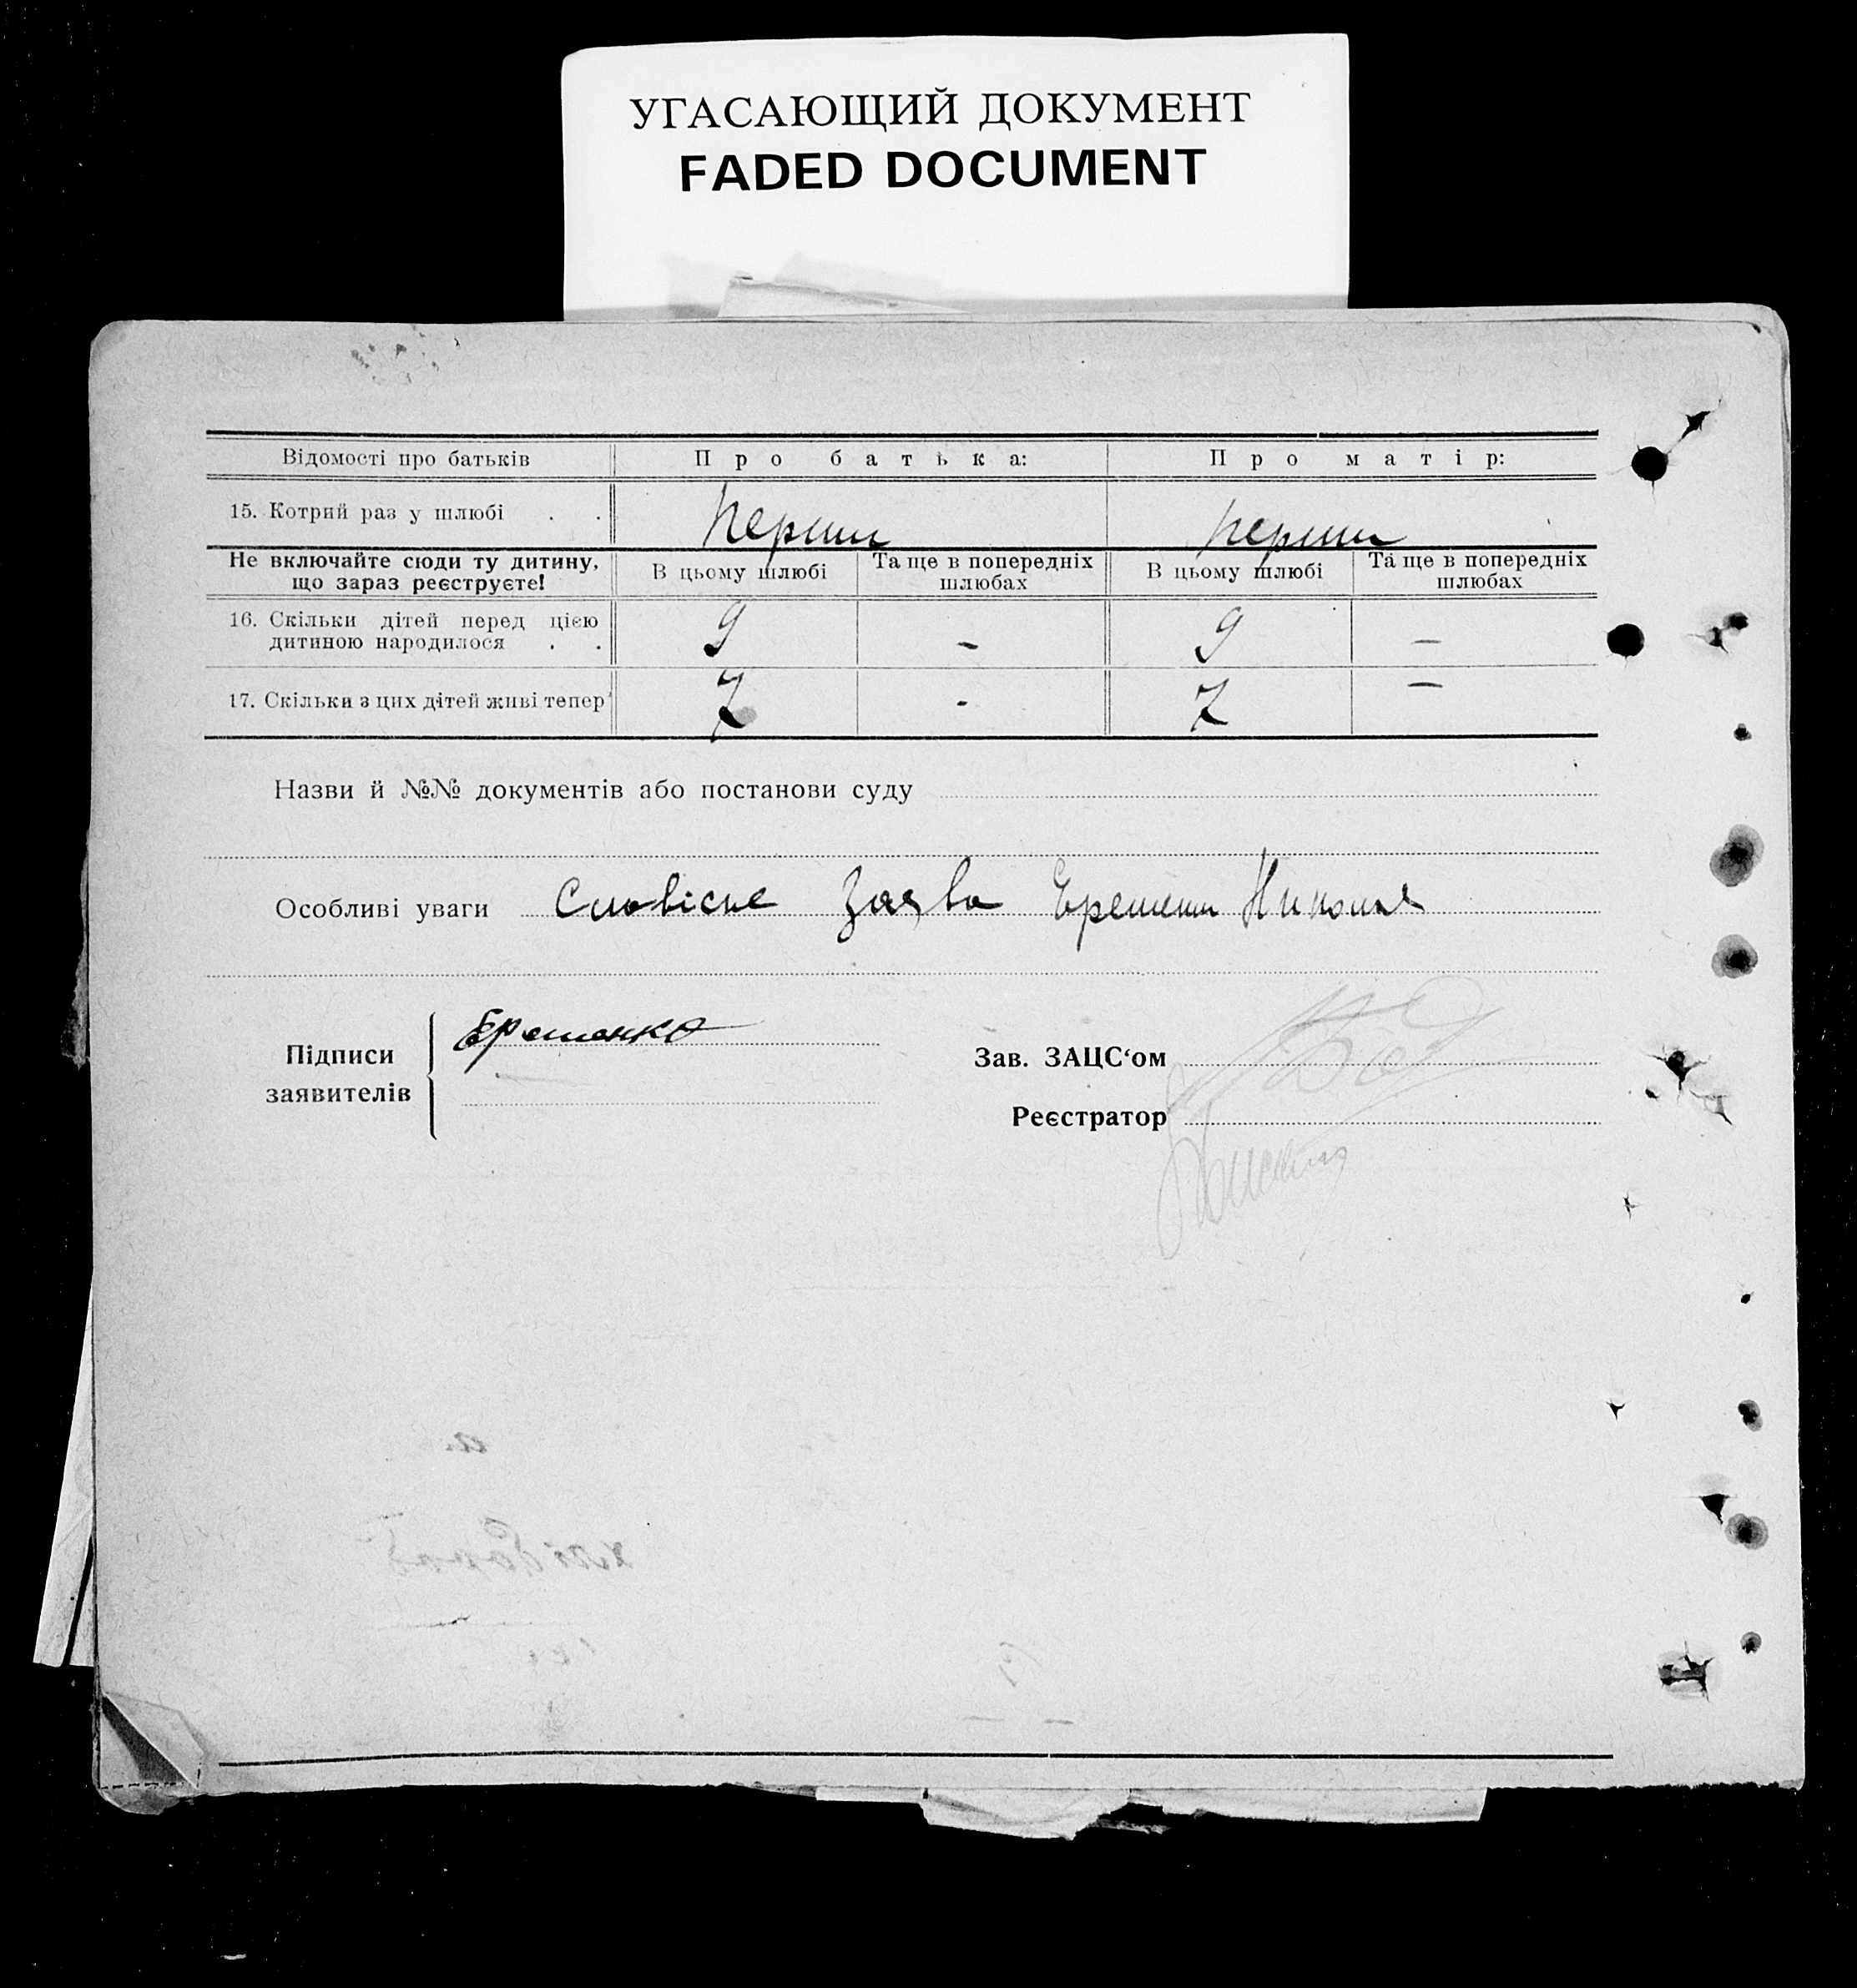 УГАСАЮЩИЙ ДОКУМЕНТ
FADED DOCUMENT
Відомості про батьків Про батька: Про матір:
15. Котрий раз у шлюбі . . перший перший
Не включайте сюди ту дитину, що зараз реєструєте! В цьому шлюбі Та ще в попередніх шлюбах В цьому шлюбі Та ще в попередніх шлюбах
16. Скільки дітей перед цією
дитиною народилося . . 9 - 9 —
17. Скільки з цих дітей живі тепер 7 - 7 —
Назви й №№ документів або постанови суду
Особливі уваги Словісне Заява
Підписи
заявителів
Еременко
Зав. ЗАЦС‘ом
Реєстратор